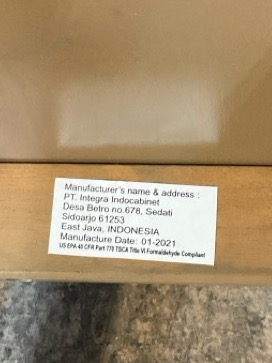 Manufacturer's name & address :
PT. Integra Indocabinet
Desa Betro no.678, Sedati
Sidoarjo 61253
East Java, INDONESIA
Manufacture Date: 01-2021
US EPA 40 CFR Part 770 TSCA Title VI Formaldehyde Compliant